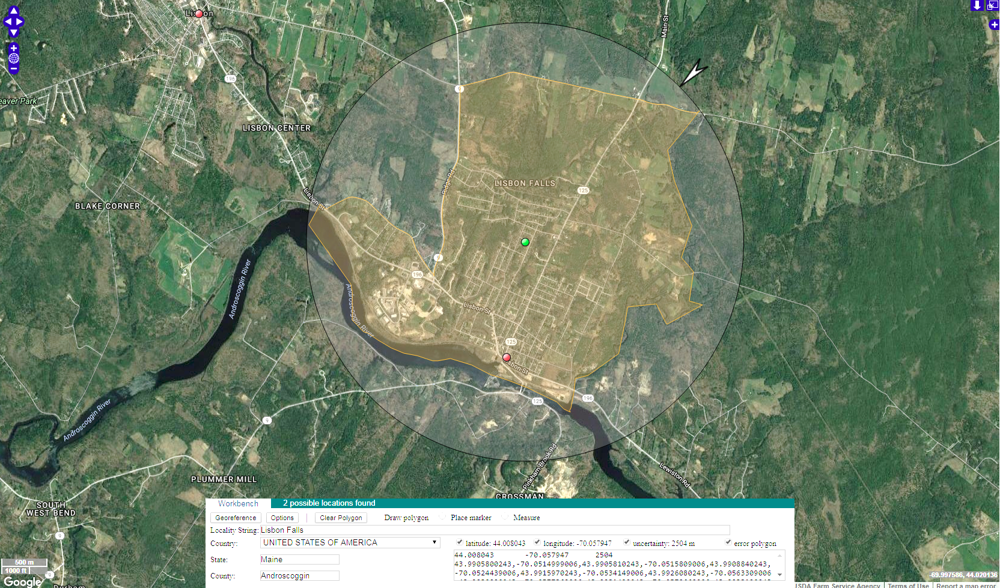 Lisbon
Main St
196
9
eaver Park
LISBON CENTER
Ridge Rd
LISBON FALLS
125
Lisbon St
BLAKE CORNER
9
196
Androscoggin River
Androscoggin River
Lisbon St
125
Lisbon St
125
196
Androscoggin River
9
Pinkham Brook Rd
Lewiston Rd
PLUMMER MILL
CROSSMAN
SOUTH
WEST BEND
9
9
Durham
500 m
1000 ft
Google
Workbench
2 possible locations found
Georeference Options Clear Polygon Draw polygon Place marker Measure
Locality String: Lisbon Falls
Country: UNITED STATES OF AMERICA
latitude: 44.008043 longitude: -70.057947 uncertainty: 2504 m error polygon
State: Maine
County: Androscoggin
44.008043 -70.057947 2504
43.9905800243,-70.0514999006,43.9905810243,-70.0515809006,43.9908840243,
-70.0524439006,43.9915970243,-70.0534149006,43.9926080243,-70.0563309006
-69.997586, 44.020136
USDA Farm Service Agency Terms of Use Report a map error